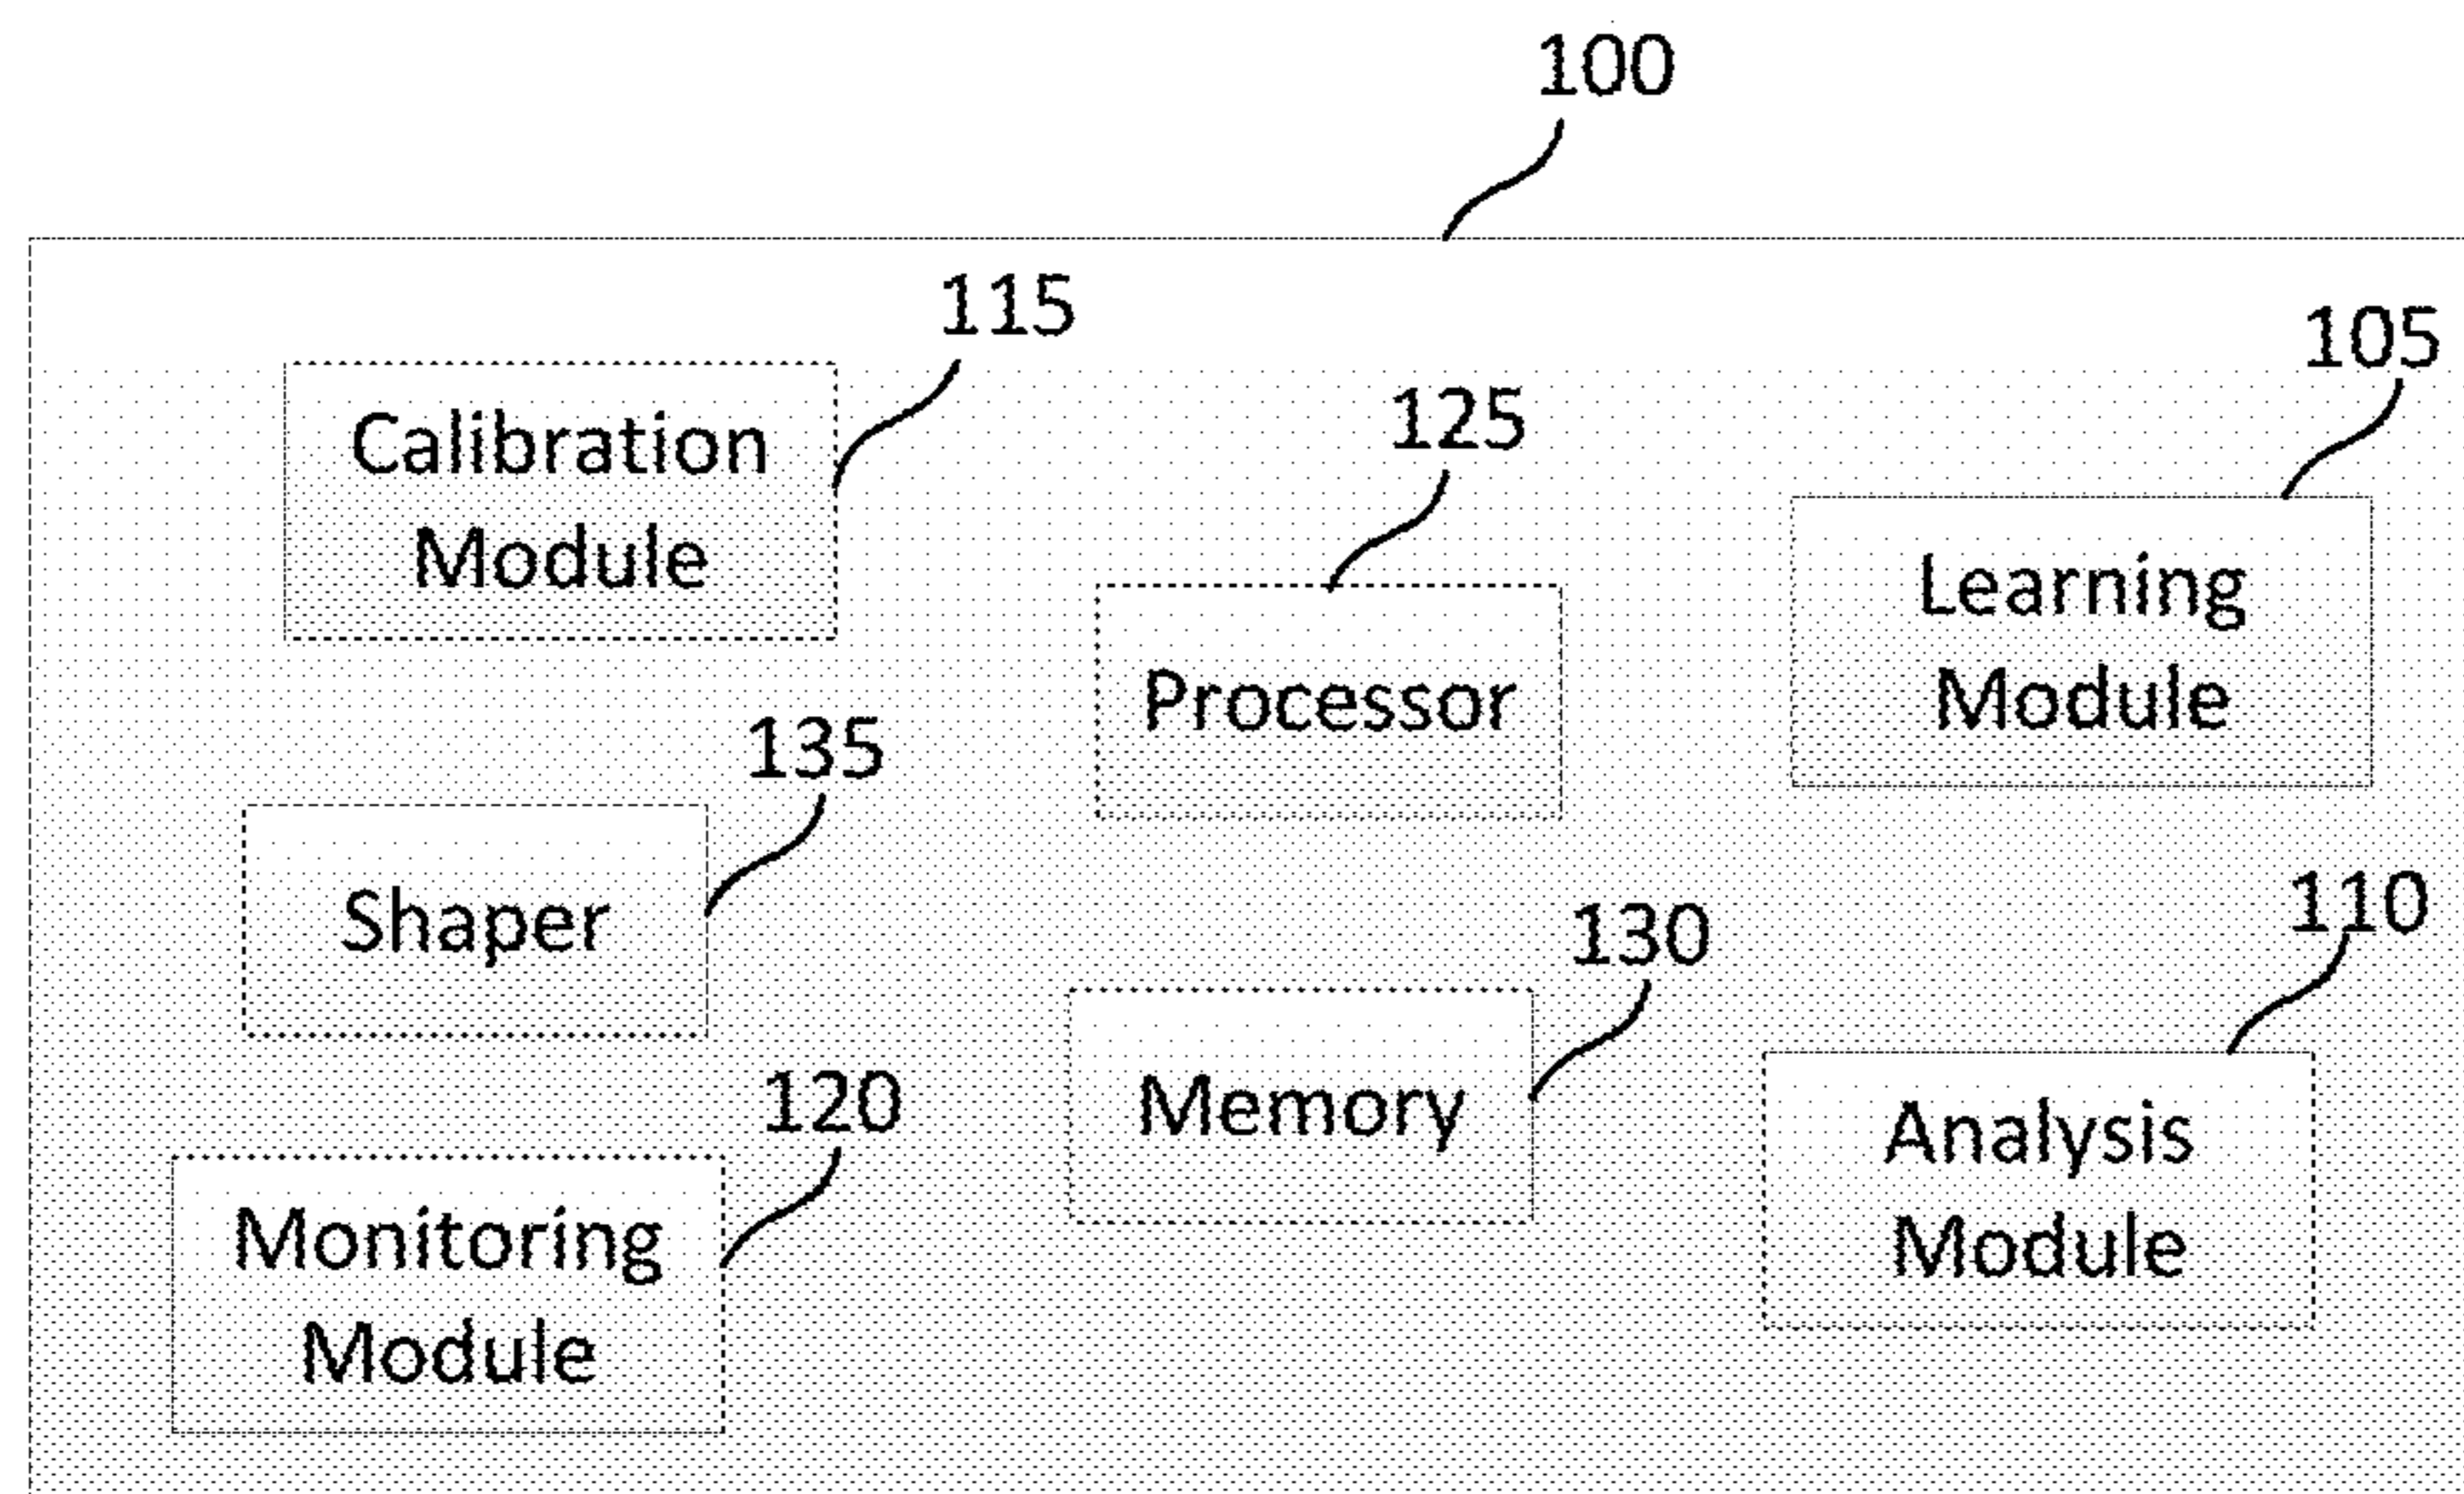 100
115
105
Calibration
Module
125
Learning
Module
Processor
135
Shaper
110
130
Memory
Analysis
Module
120
Monitoring
Module